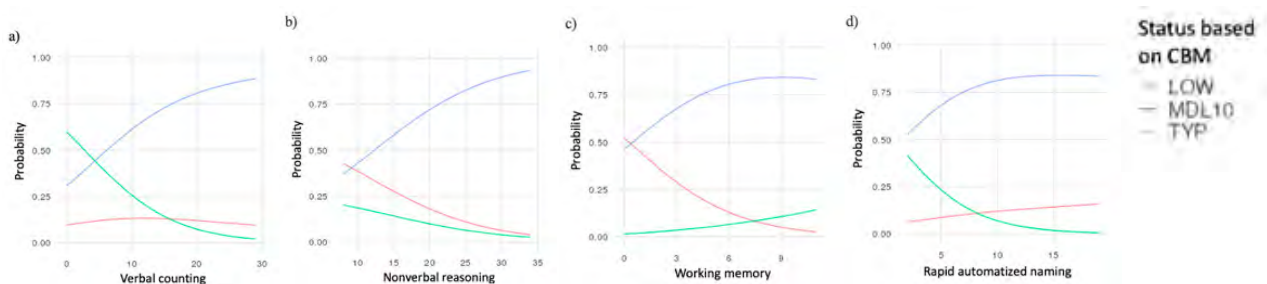 a)
1.00
0.75
0.50
0.25
0.00
Probability
0 10 20 30
Verbal counting
b)
1.00
0.75
0.50
0.25
0.00
Probability
10 15 20 25 30 35
Nonverbal reasoning
c)
1.00
0.75
0.50
0.25
0.00
Probability
0 3 6 9
Working memory
d)
1.00
0.75
0.50
0.25
0.00
Probability
5 10 15
Rapid automatized naming
Status based
on CBM
LOW
MDL10
TYP